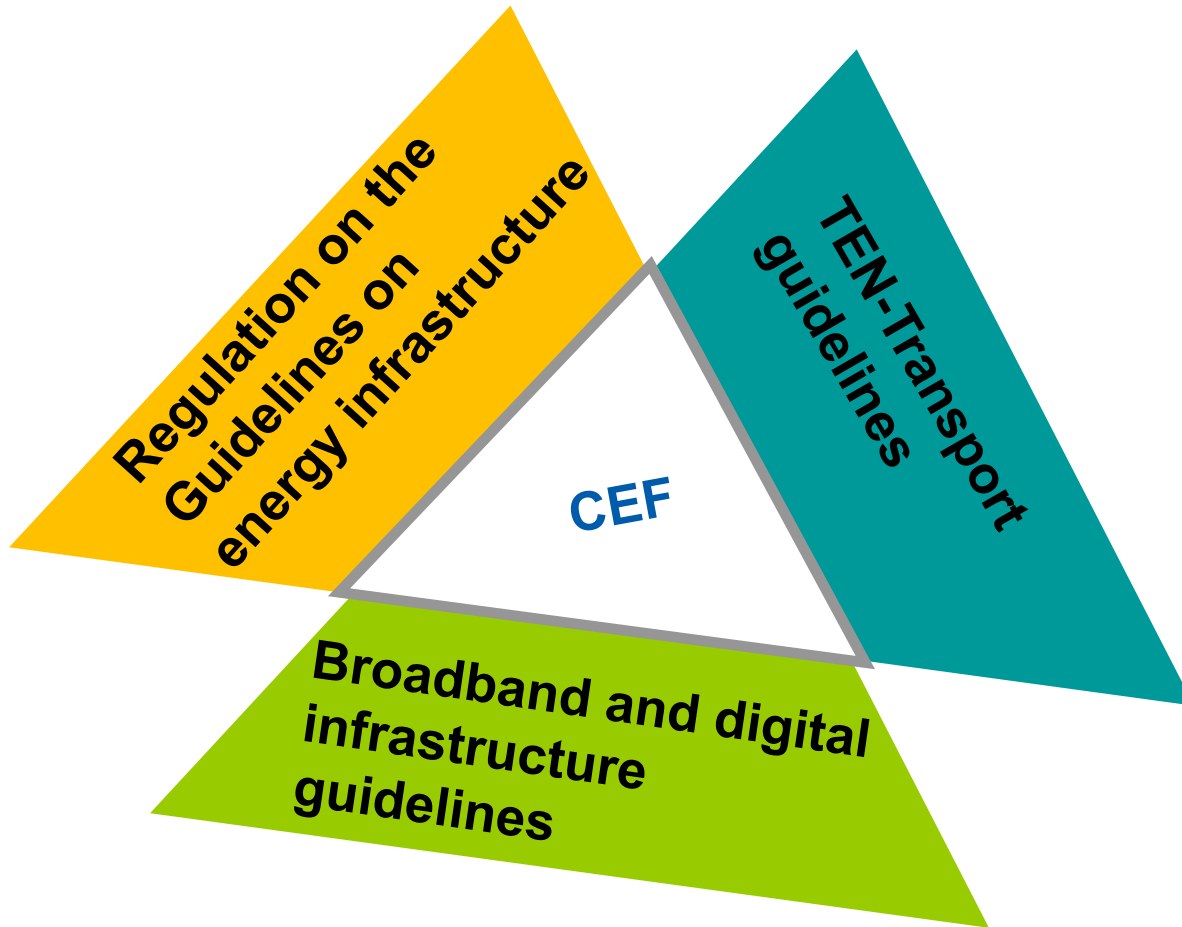 Regulation on the
Guidelines on
energy infrastructure
TEN-Transport
guidelines
CEF
Broadband and digital
infrastructure
guidelines